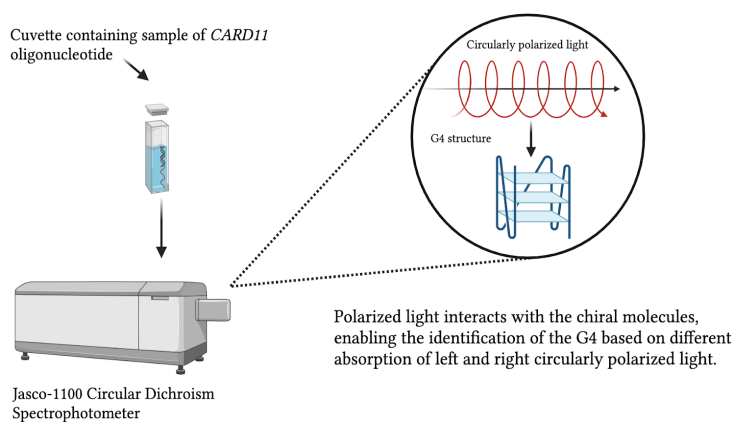 Cuvette containing sample of CARD11
oligonucleotide
Circularly polarized light
G4 structure
Polarized light interacts with the chiral molecules,
enabling the identification of the G4 based on different
absorption of left and right circularly polarized light.
Jasco-1100 Circular Dichroism
Spectrophotometer